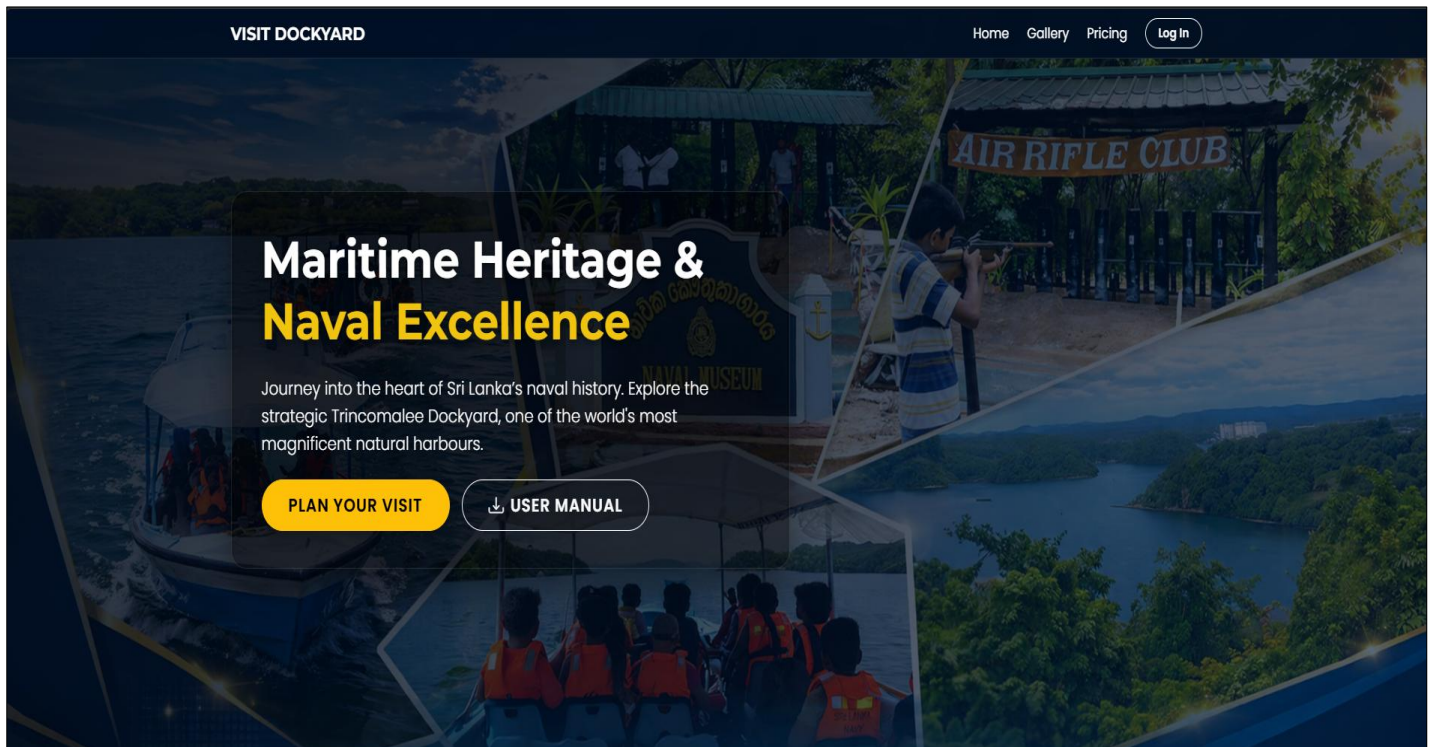 VISIT DOCKYARD
Home Gallery Pricing Log In
AIR RIFLE CLUB
Maritime Heritage &
Naval Excellence
නාවික කෞතුකාගාරය
NAVAL MUSEUM
Journey into the heart of Sri Lanka's naval history. Explore the
strategic Trincomalee Dockyard, one of the world's most
magnificent natural harbours.
PLAN YOUR VISIT
USER MANUAL